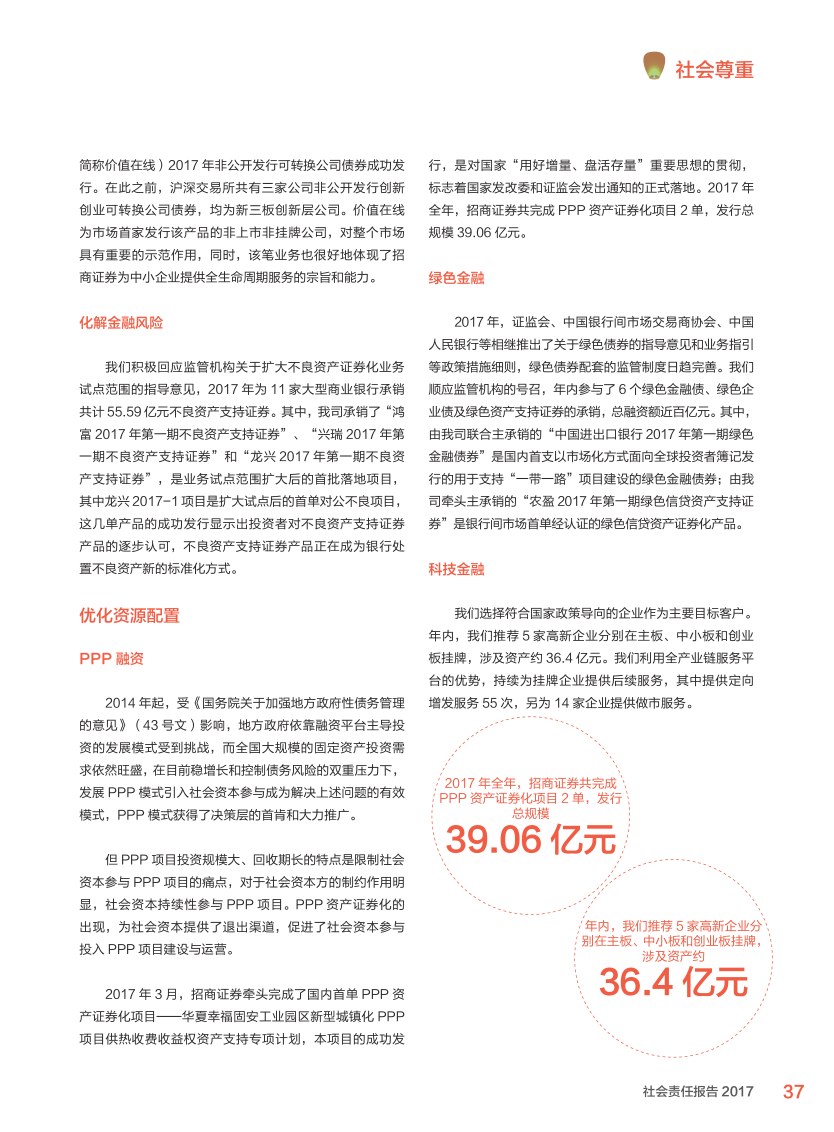 社会尊重
简称价值在线）2017 年非公开发行可转换公司债券成功发
行。在此之前，沪深交易所共有三家公司非公开发行创新
创业可转换公司债券，均为新三板创新层公司。价值在线
为市场首家发行该产品的非上市非挂牌公司，对整个市场
具有重要的示范作用，同时，该笔业务也很好地体现了招
商证券为中小企业提供全生命周期服务的宗旨和能力。
化解金融风险
我们积极回应监管机构关于扩大不良资产证券化业务
试点范围的指导意见，2017 年为 11 家大型商业银行承销
共计 55.59 亿元不良资产支持证券。其中，我司承销了“鸿
富 2017 年第一期不良资产支持证券”、“兴瑞 2017 年第
一期不良资产支持证券”和“龙兴 2017 年第一期不良资
产支持证券”，是业务试点范围扩大后的首批落地项目，
其中龙兴 2017-1 项目是扩大试点后的首单对公不良项目，
这几单产品的成功发行显示出投资者对不良资产支持证券
产品的逐步认可，不良资产支持证券产品正在成为银行处
置不良资产新的标准化方式。
优化资源配置
PPP 融资
2014 年起，受《国务院关于加强地方政府性债务管理
的意见》（43 号文）影响，地方政府依靠融资平台主导投
资的发展模式受到挑战，而全国大规模的固定资产投资需
求依然旺盛，在目前稳增长和控制债务风险的双重压力下，
发展 PPP 模式引入社会资本参与成为解决上述问题的有效
模式，PPP 模式获得了决策层的首肯和大力推广。
但 PPP 项目投资规模大、回收期长的特点是限制社会
资本参与 PPP 项目的痛点，对于社会资本方的制约作用明
显，社会资本持续性参与 PPP 项目。PPP 资产证券化的
出现，为社会资本提供了退出渠道，促进了社会资本参与
投入 PPP 项目建设与运营。
2017 年 3 月，招商证券牵头完成了国内首单 PPP 资
产证券化项目——华夏幸福固安工业园区新型城镇化 PPP
项目供热收费收益权资产支持专项计划，本项目的成功发
行，是对国家“用好增量、盘活存量”重要思想的贯彻，
标志着国家发改委和证监会发出通知的正式落地。2017 年
全年，招商证券共完成 PPP 资产证券化项目 2 单，发行总
规模 39.06 亿元。
绿色金融
2017 年，证监会、中国银行间市场交易商协会、中国
人民银行等相继推出了关于绿色债券的指导意见和业务指引
等政策措施细则，绿色债券配套的监管制度日趋完善。我们
顺应监管机构的号召，年内参与了 6 个绿色金融债、绿色企
业债及绿色资产支持证券的承销，总融资额近百亿元。其中，
由我司联合主承销的“中国进出口银行 2017 年第一期绿色
金融债券”是国内首支以市场化方式面向全球投资者簿记发
行的用于支持“一带一路”项目建设的绿色金融债券；由我
司牵头主承销的“农盈 2017 年第一期绿色信贷资产支持证
券”是银行间市场首单经认证的绿色信贷资产证券化产品。
科技金融
我们选择符合国家政策导向的企业作为主要目标客户。
年内，我们推荐 5 家高新企业分别在主板、中小板和创业
板挂牌，涉及资产约 36.4 亿元。我们利用全产业链服务平
台的优势，持续为挂牌企业提供后续服务，其中提供定向
增发服务 55 次，另为 14 家企业提供做市服务。
2017 年全年，招商证券共完成
PPP 资产证券化项目 2 单，发行
总规模
39.06 亿元
年内，我们推荐 5 家高新企业分
别在主板、中小板和创业板挂牌，
涉及资产约
36.4 亿元
社会责任报告 2017 37